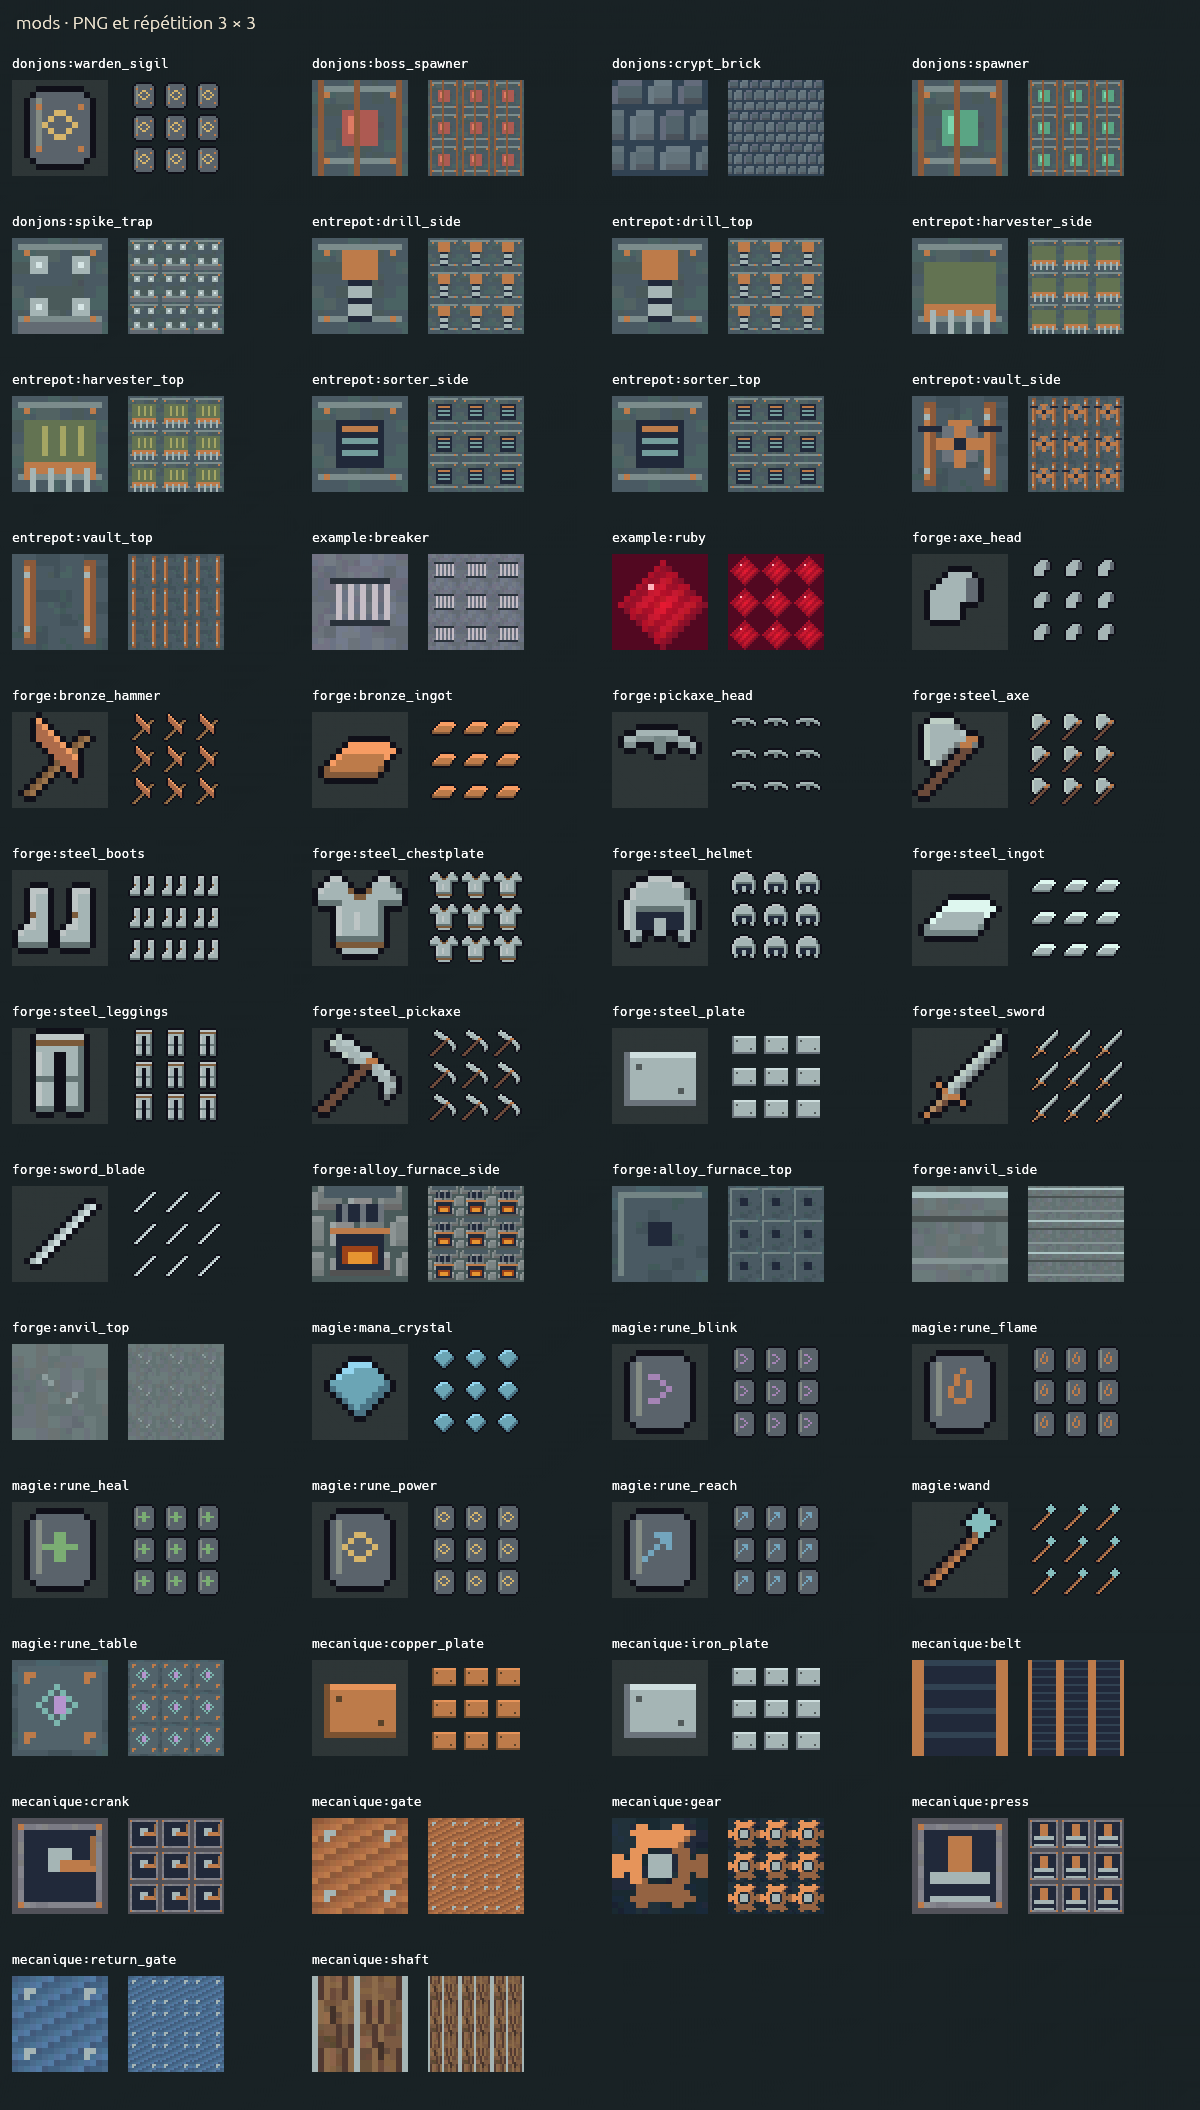 mods · PNG et répétition 3 × 3
donjons:warden_sigil
donjons:boss_spawner
donjons:crypt_brick
donjons:spawner
donjons:spike_trap
entrepot:drill_side
entrepot:drill_top
entrepot:harvester_side
entrepot:harvester_top
entrepot:sorter_side
entrepot:sorter_top
entrepot:vault_side
entrepot:vault_top
example:breaker
example:ruby
forge:axe_head
forge:bronze_hammer
forge:bronze_ingot
forge:pickaxe_head
forge:steel_axe
forge:steel_boots
forge:steel_chestplate
forge:steel_helmet
forge:steel_ingot
forge:steel_leggings
forge:steel_pickaxe
forge:steel_plate
forge:steel_sword
forge:sword_blade
forge:alloy_furnace_side
forge:alloy_furnace_top
forge:anvil_side
forge:anvil_top
magie:mana_crystal
magie:rune_blink
magie:rune_flame
magie:rune_heal
magie:rune_power
magie:rune_reach
magie:wand
magie:rune_table
mecanique:copper_plate
mecanique:iron_plate
mecanique:belt
mecanique:crank
mecanique:gate
mecanique:gear
mecanique:press
mecanique:return_gate
mecanique:shaft